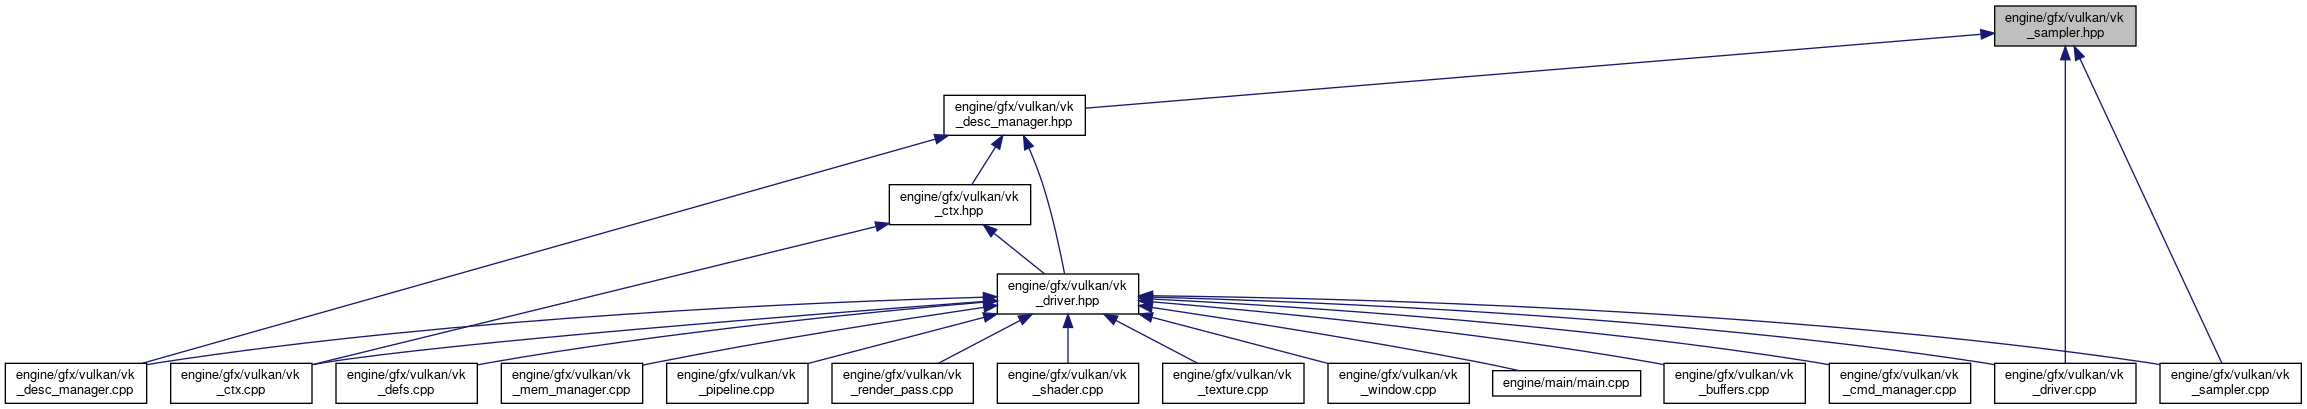 engine/gfx/vulkan/vk
_sampler.hpp
engine/gfx/vulkan/vk
_desc_manager.hpp
engine/gfx/vulkan/vk
_ctx.hpp
engine/gfx/vulkan/vk
_driver.hpp
engine/gfx/vulkan/vk
_desc_manager.cpp
engine/gfx/vulkan/vk
_ctx.cpp
engine/gfx/vulkan/vk
_defs.cpp
engine/gfx/vulkan/vk
_mem_manager.cpp
engine/gfx/vulkan/vk
_pipeline.cpp
engine/gfx/vulkan/vk
_render_pass.cpp
engine/gfx/vulkan/vk
_shader.cpp
engine/gfx/vulkan/vk
_texture.cpp
engine/gfx/vulkan/vk
_window.cpp
engine/main/main.cpp
engine/gfx/vulkan/vk
_buffers.cpp
engine/gfx/vulkan/vk
_cmd_manager.cpp
engine/gfx/vulkan/vk
_driver.cpp
engine/gfx/vulkan/vk
_sampler.cpp